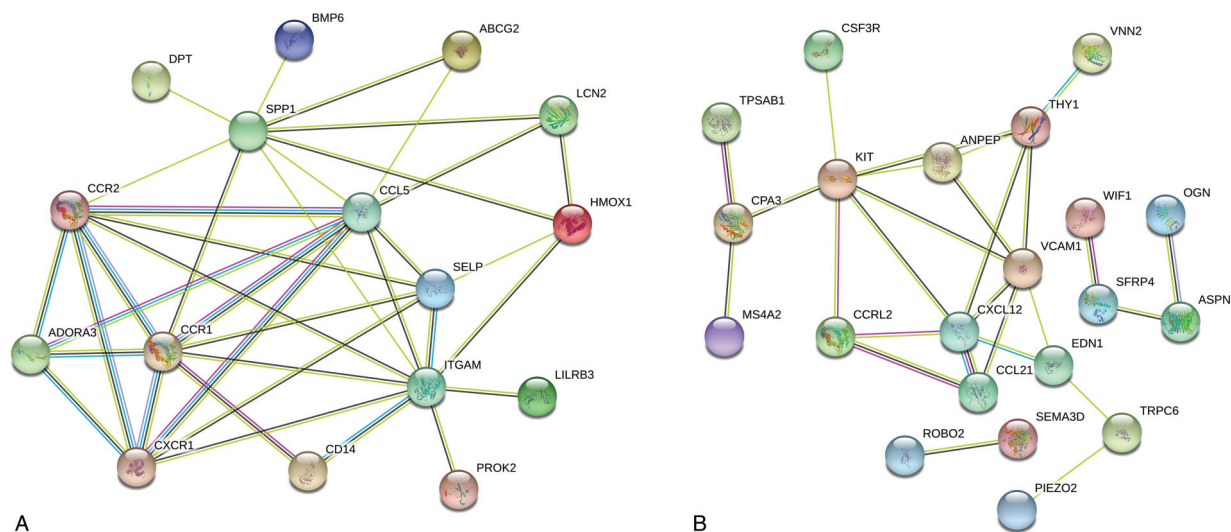 BMP6
ABCG2
DPT
SPP1
LCN2
CCR2
CCL5
HMOX1
SELP
ADORA3
CCR1
ITGAM
LILRB3
CXCR1
CD14
PROK2
A
CSF3R
VNN2
TPSAB1
THY1
ANPEP
KIT
CPA3
WIF1
OGN
VCAM1
SFRP4
ASPN
MS4A2
CCRL2
CXCL12
EDN1
CCL21
SEMA3D
TRPC6
ROBO2
PIEZO2
B